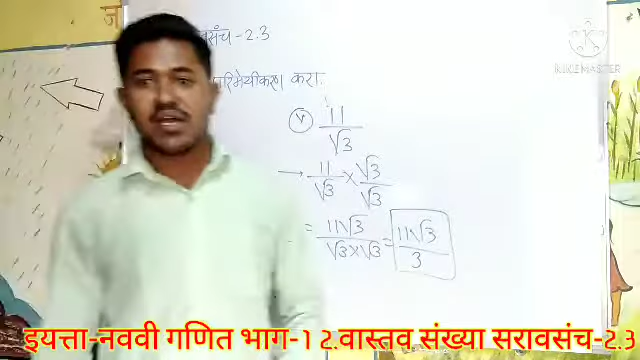 ज
KINEMASTER
वसंच-2.3
परिमेयीकरण करा.
(v) 11/√3
→ 11/√3 × √3/√3
= 11√3/√3×√3 = 11√3/3
इयत्ता-नववी गणित भाग-1 2.वास्तव संख्या सरावसंच-2.3